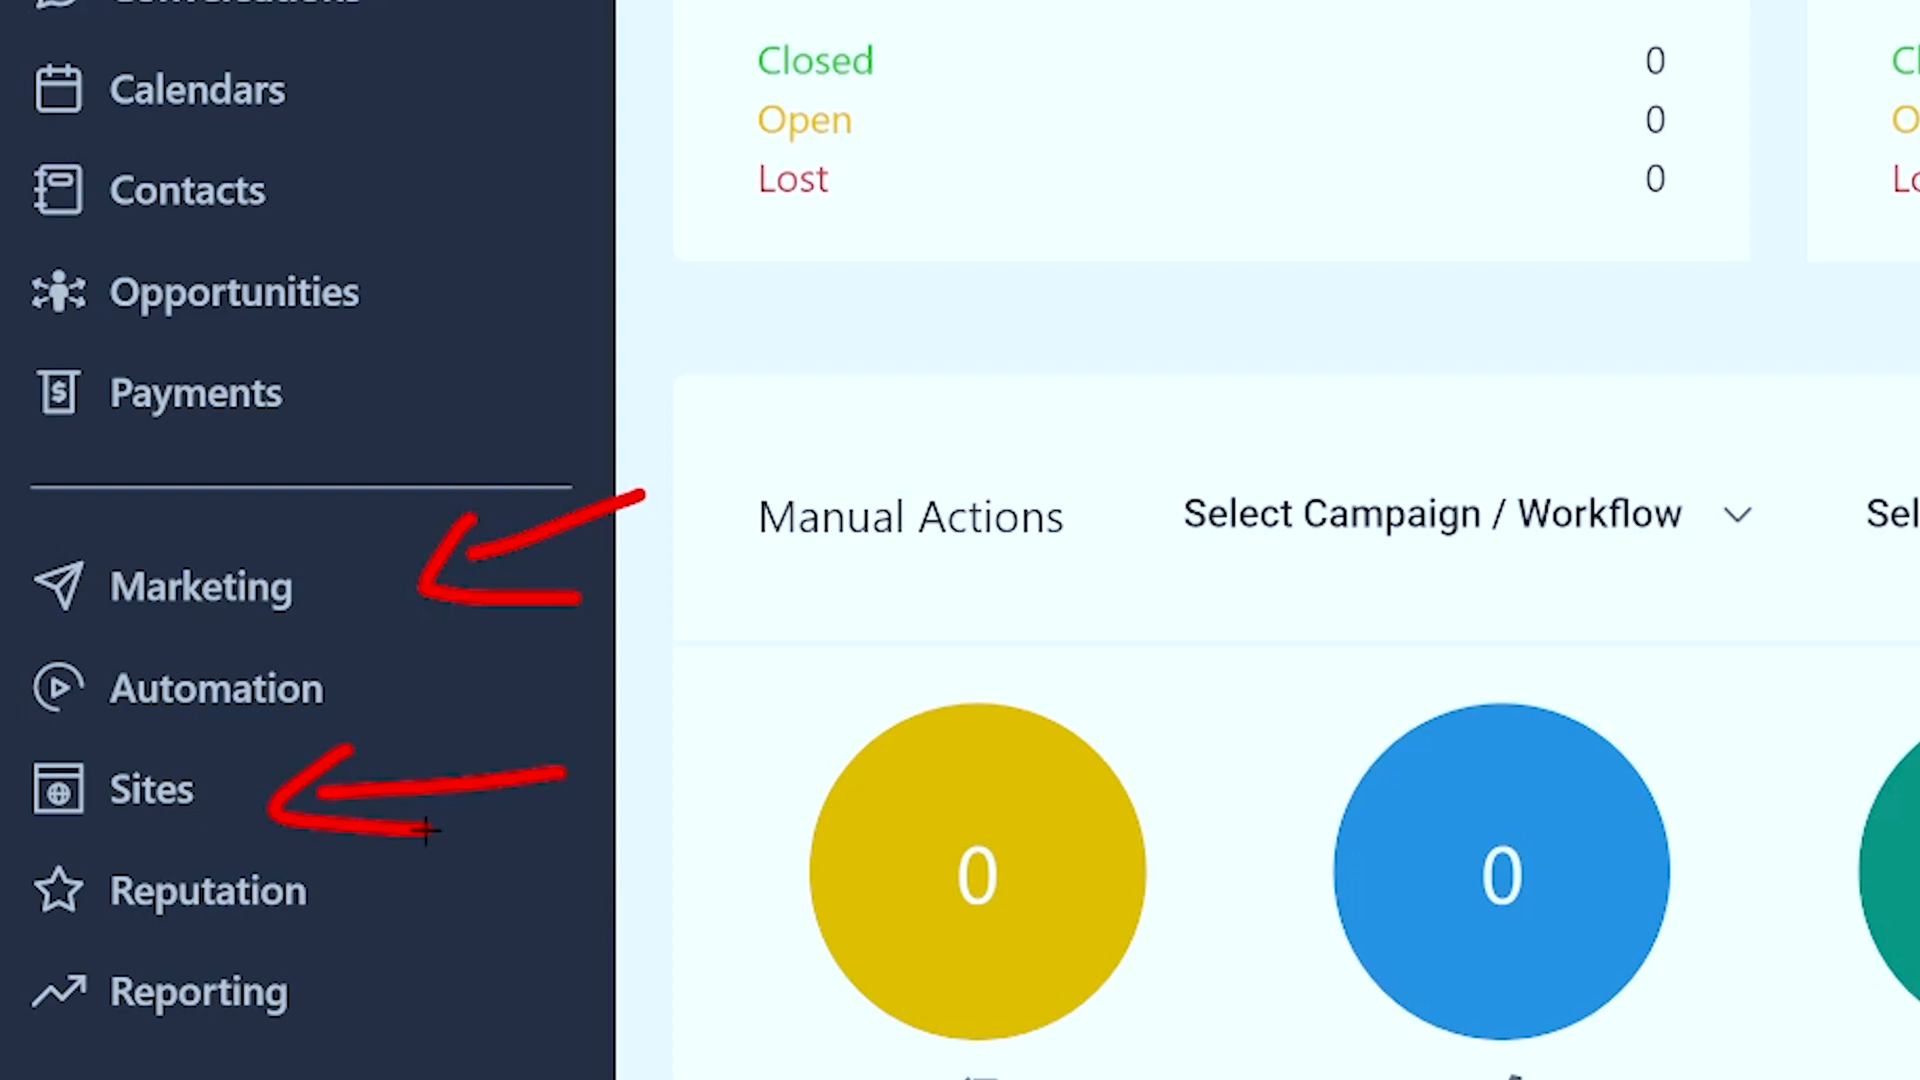 Conversations
Calendars
Contacts
Opportunities
Payments
Marketing
Automation
Sites
Reputation
Reporting
Closed 0
Open 0
Lost 0
Manual Actions Select Campaign / Workflow
0 0